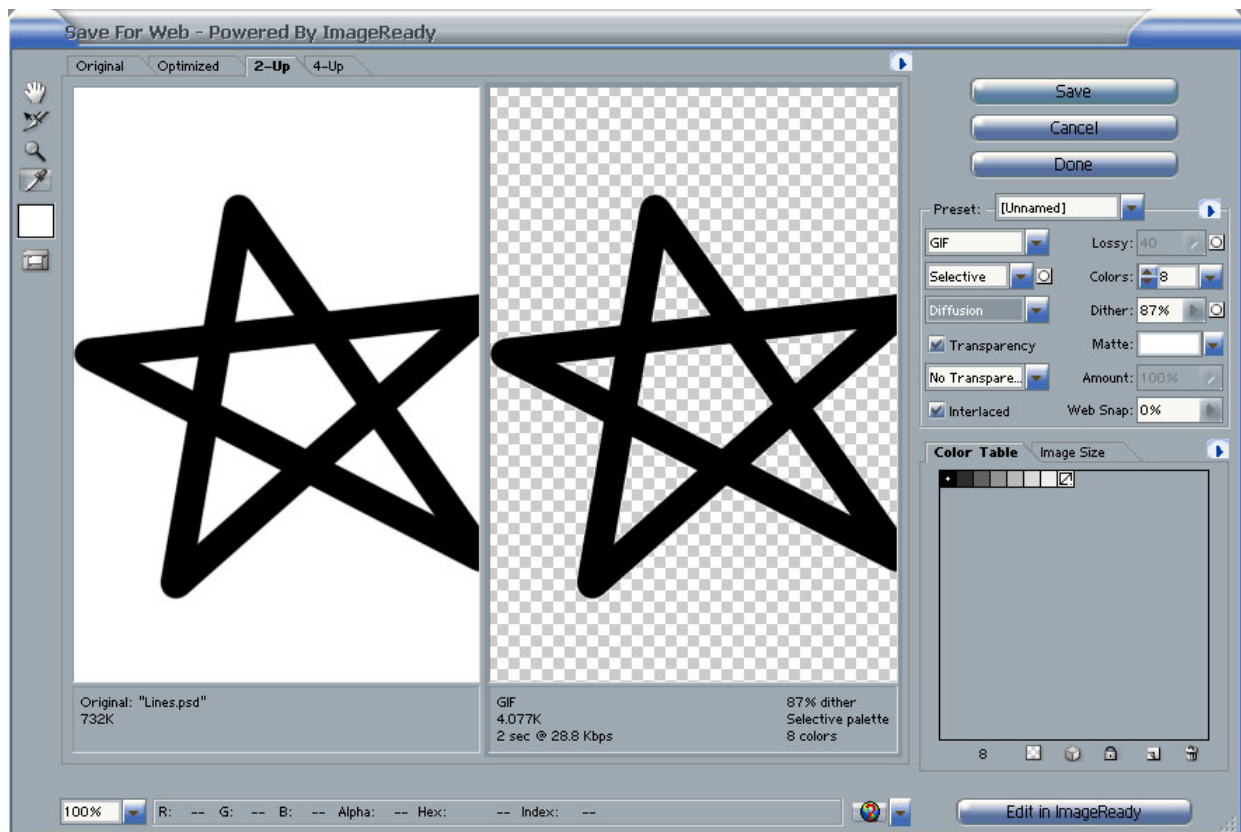 Save For Web - Powered By ImageReady
Original Optimized 2-Up 4-Up
Save
Cancel
Done
Preset: [Unnamed]
GIF Lossy: 40
Selective Colors: 8
Diffusion Dither: 87%
Transparency Matte:
No Transpare... Amount: 100%
Interlaced Web Snap: 0%
Color Table Image Size
Original: "Lines.psd"
732K
GIF 87% dither
4.077K Selective palette
2 sec @ 28.8 Kbps 8 colors
8
100% R: -- G: -- B: -- Alpha: -- Hex: -- Index: --
Edit in ImageReady